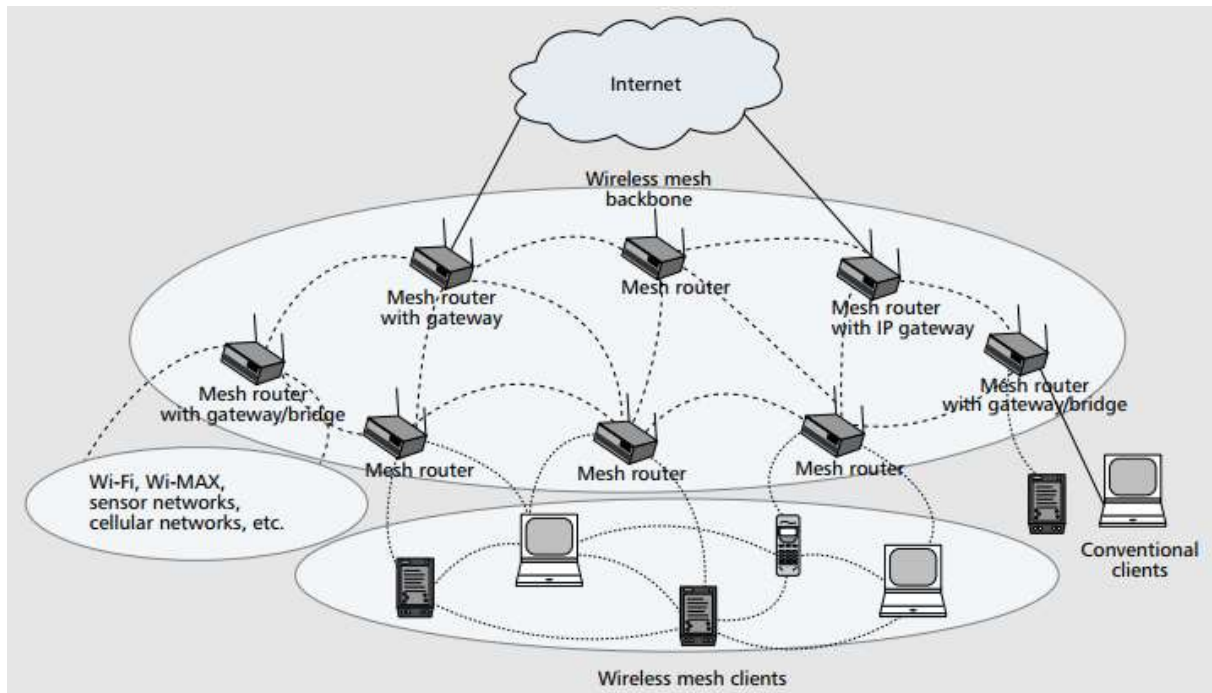 Internet
Wireless mesh
backbone
Mesh router
with gateway
Mesh router
Mesh router
with IP gateway
Mesh router
with gateway/bridge
Mesh router
with gateway/bridge
Mesh router
Mesh router
Mesh router
Wi-Fi, Wi-MAX,
sensor networks,
cellular networks, etc.
Conventional
clients
Wireless mesh clients